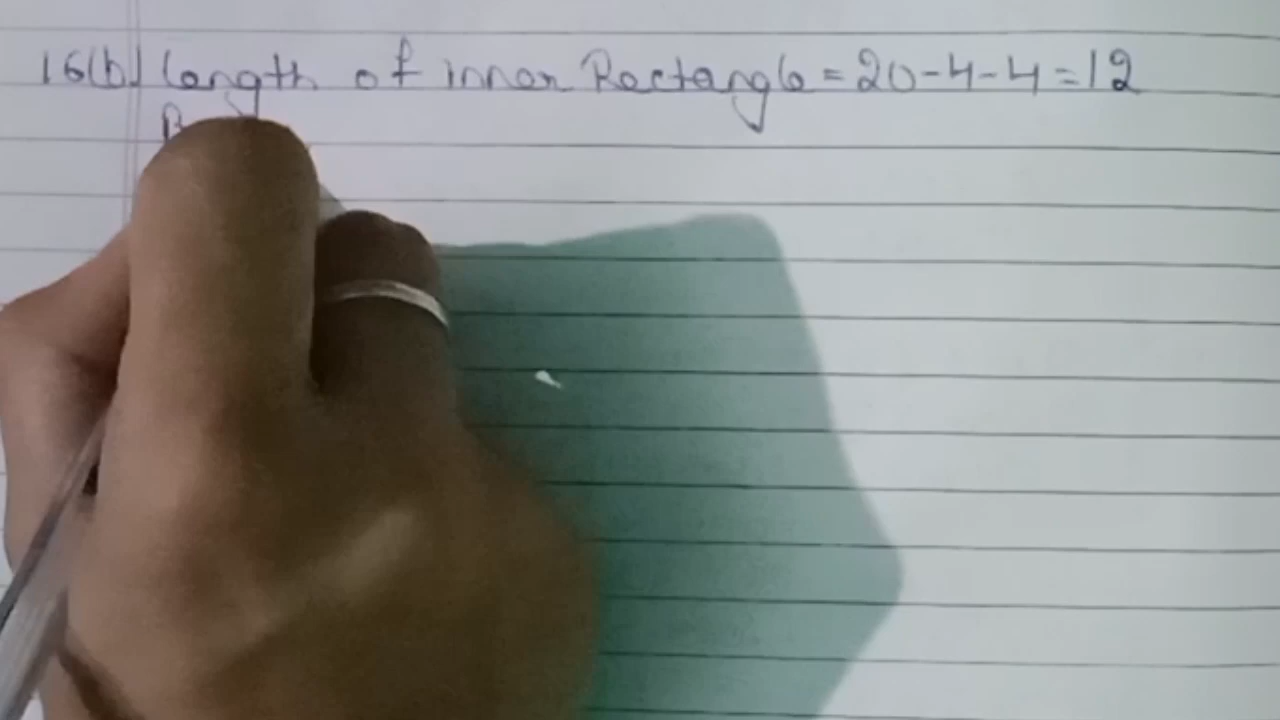 16(b) Length of inner Rectangle = 20-4-4=12